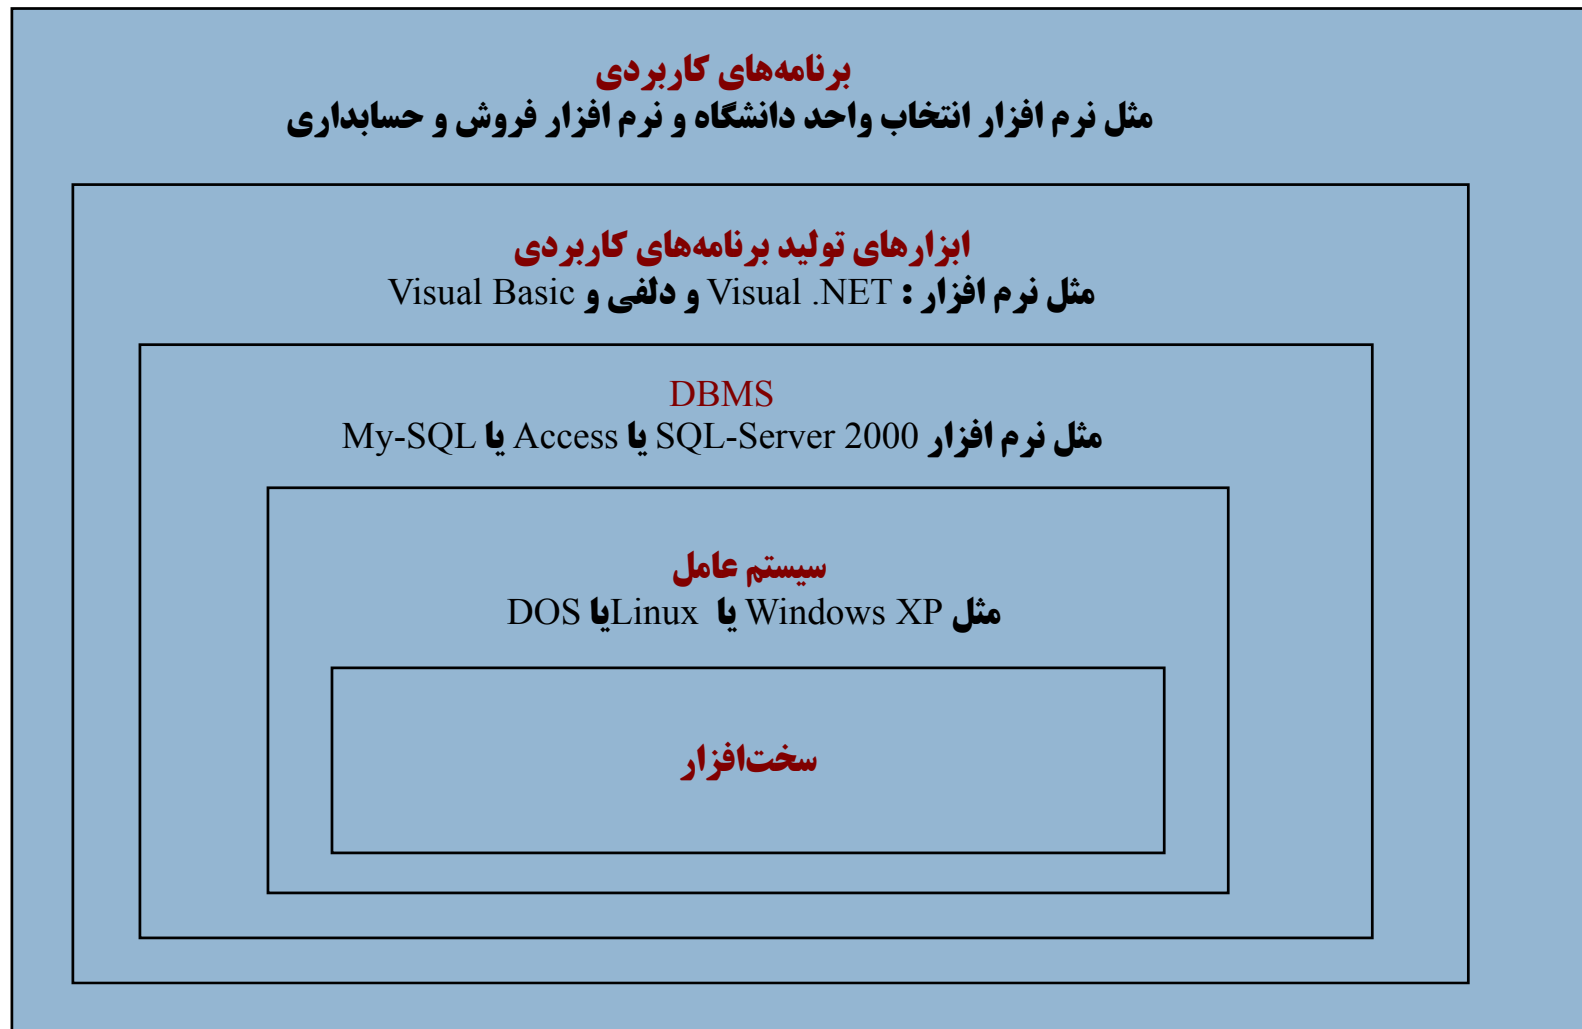 برنامه‌های کاربردی
مثل نرم افزار انتخاب واحد دانشگاه و نرم افزار فروش و حسابداری
ابزارهای تولید برنامه‌های کاربردی
مثل نرم افزار : Visual .NET و دلفی و Visual Basic
DBMS
مثل نرم افزار SQL-Server 2000 یا Access یا My-SQL
سیستم عامل
مثل Windows XP یا Linux یا DOS
سخت‌افزار